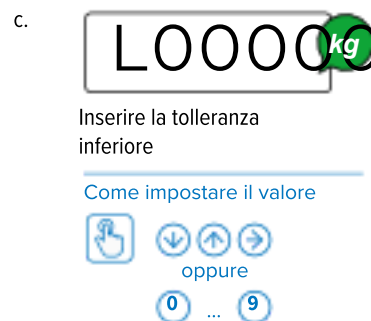 c.
L0000 kg
Inserire la tolleranza
inferiore
Come impostare il valore
oppure
0 ... 9